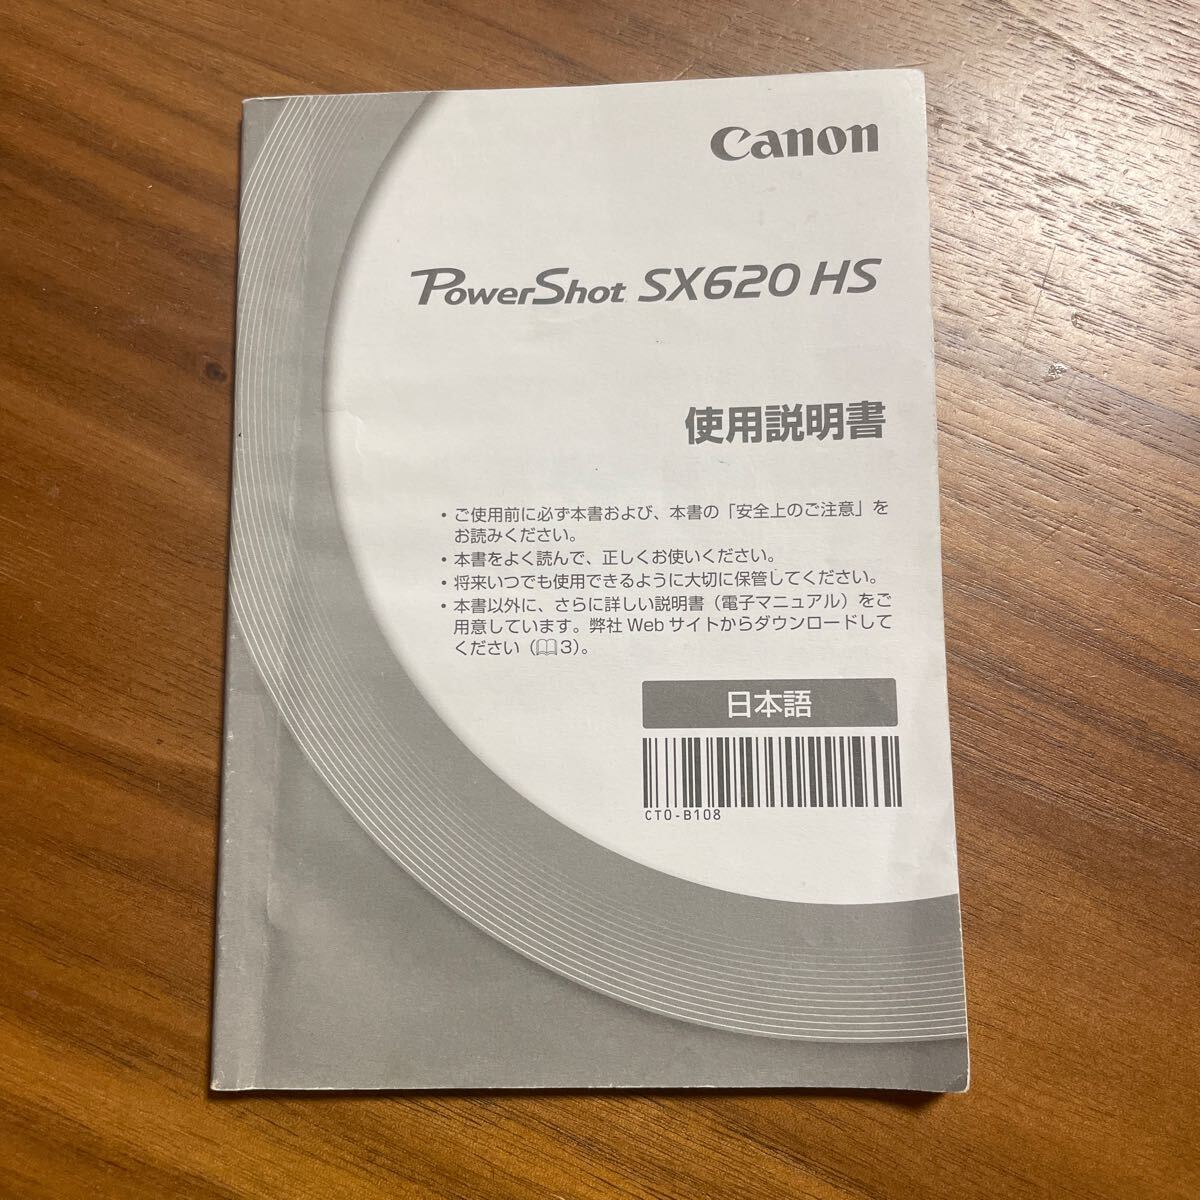 Canon
PowerShot SX620 HS
使用説明書
・ご使用前に必ず本書および、本書の「安全上のご注意」を
お読みください。
・本書をよく読んで、正しくお使いください。
・将来いつでも使用できるように大切に保管してください。
・本書以外に、さらに詳しい説明書（電子マニュアル）をご
用意しています。弊社 Web サイトからダウンロードして
ください（📖3）。
日本語
CT0-B108